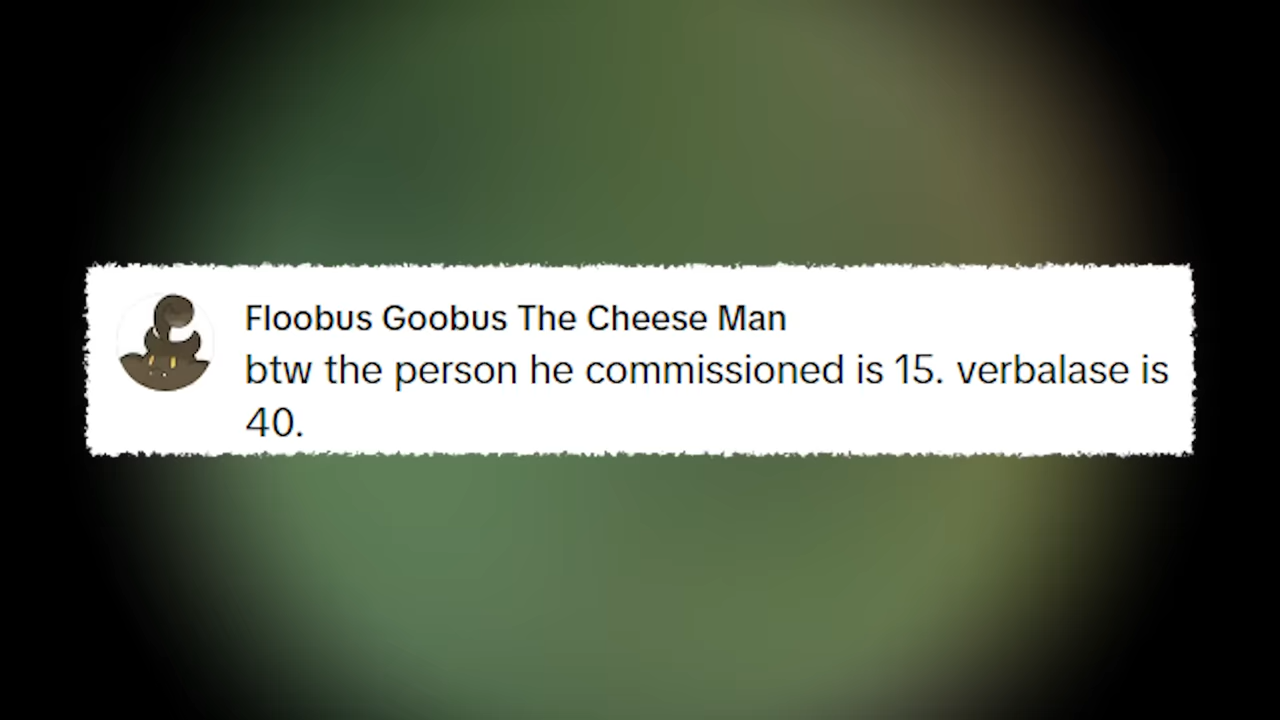 Floobus Goobus The Cheese Man
btw the person he commissioned is 15. verbalase is
40.